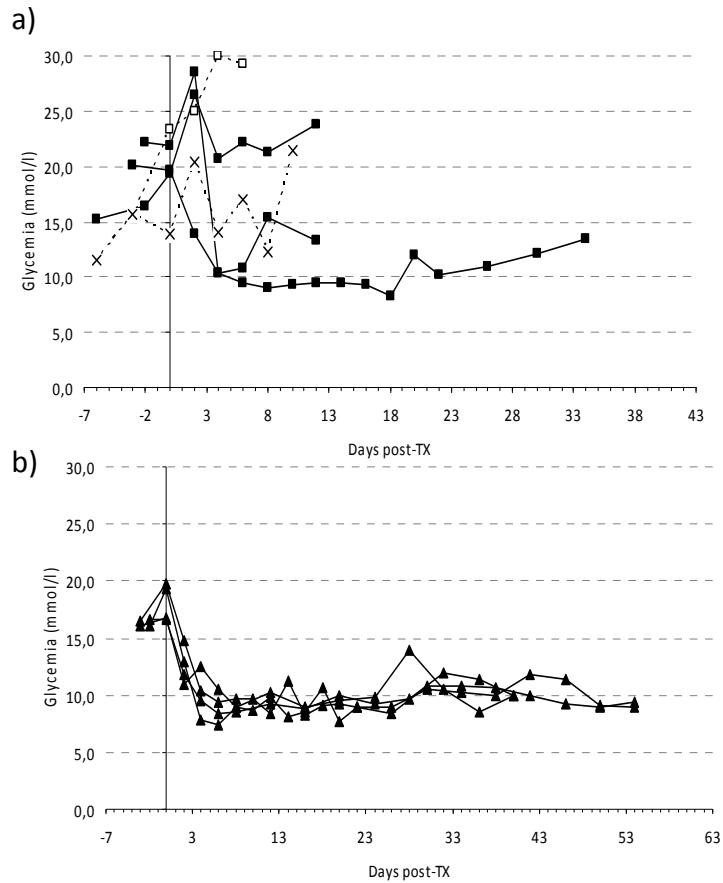 a)
30,0
25,0
20,0
15,0
10,0
5,0
0,0
Glycemia (mmol/l)
-7 -2 3 8 13 18 23 28 33 38 43
Days post-TX
b)
30,0
25,0
20,0
15,0
10,0
5,0
0,0
Glycemia (mmol/l)
-7 3 13 23 33 43 53 63
Days post-TX